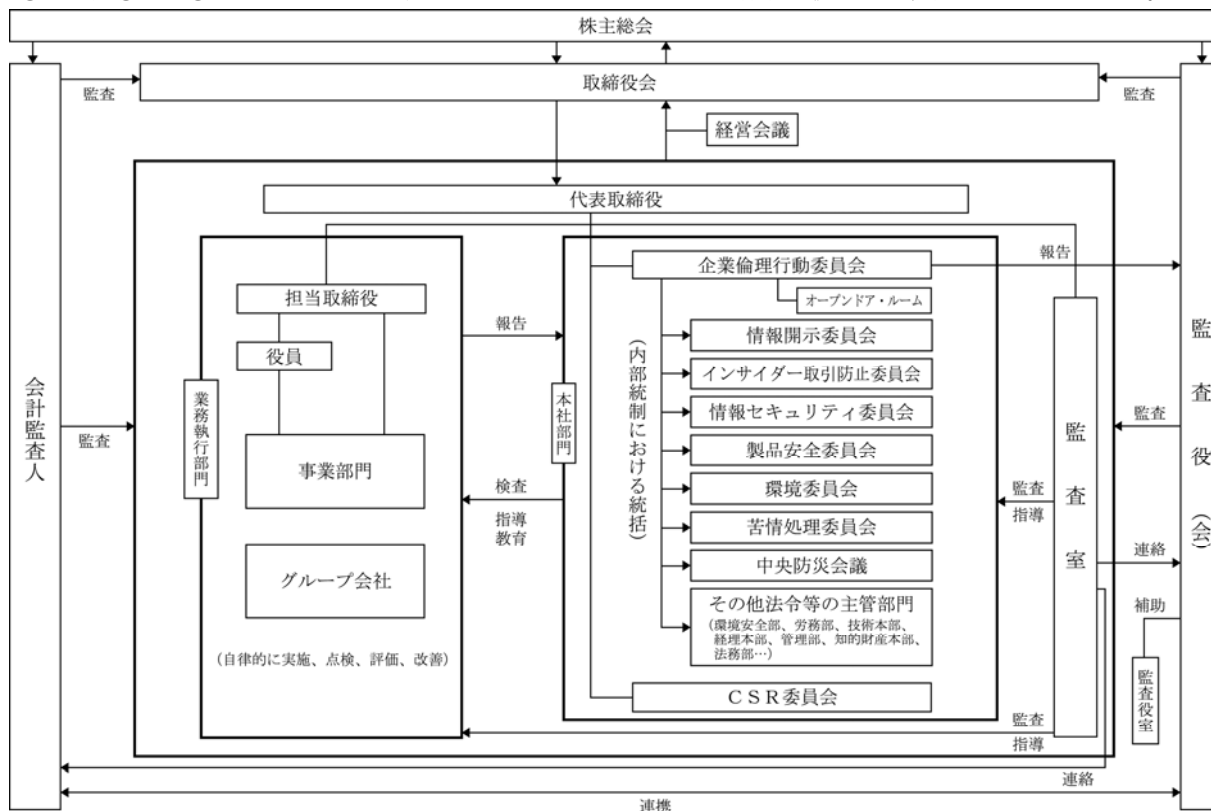 株主総会
取締役会
監査
監査
経営会議
代表取締役
企業倫理行動委員会
報告
オープンドア・ルーム
担当取締役
役員
報告
情報開示委員会
インサイダー取引防止委員会
情報セキュリティ委員会
製品安全委員会
環境委員会
苦情処理委員会
中央防災会議
その他法令等の主管部門
(環境安全部、労務部、技術本部、
経理本部、管理部、知的財産本部、
法務部…)
CSR委員会
(内部統制における統括)
会計監査人
監査
業務執行部門
事業部門
グループ会社
(自律的に実施、点検、評価、改善)
本社部門
検査
指導
教育
監査
指導
監査室
監査
連絡
監査役(会)
補助
監査役室
監査
指導
連絡
連携